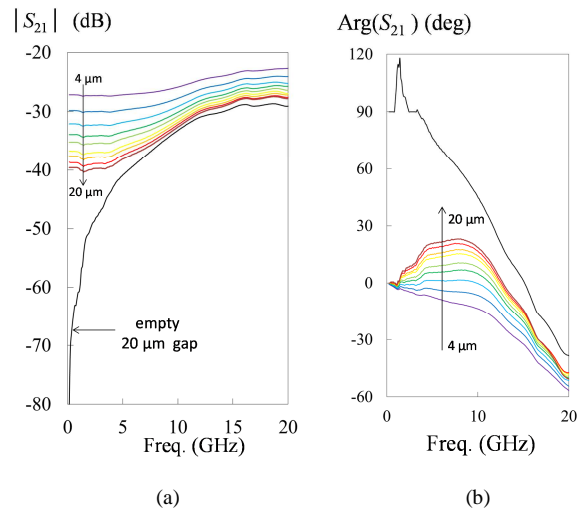 |S21| (dB)
-20
-30
-40
-50
-60
-70
-80
4 μm
20 μm
empty
20 μm gap
0
5
10
15
20
Freq. (GHz)
(a)
Arg(S21) (deg)
120
90
60
30
0
-30
-60
20 μm
4 μm
0
5
10
15
20
Freq. (GHz)
(b)